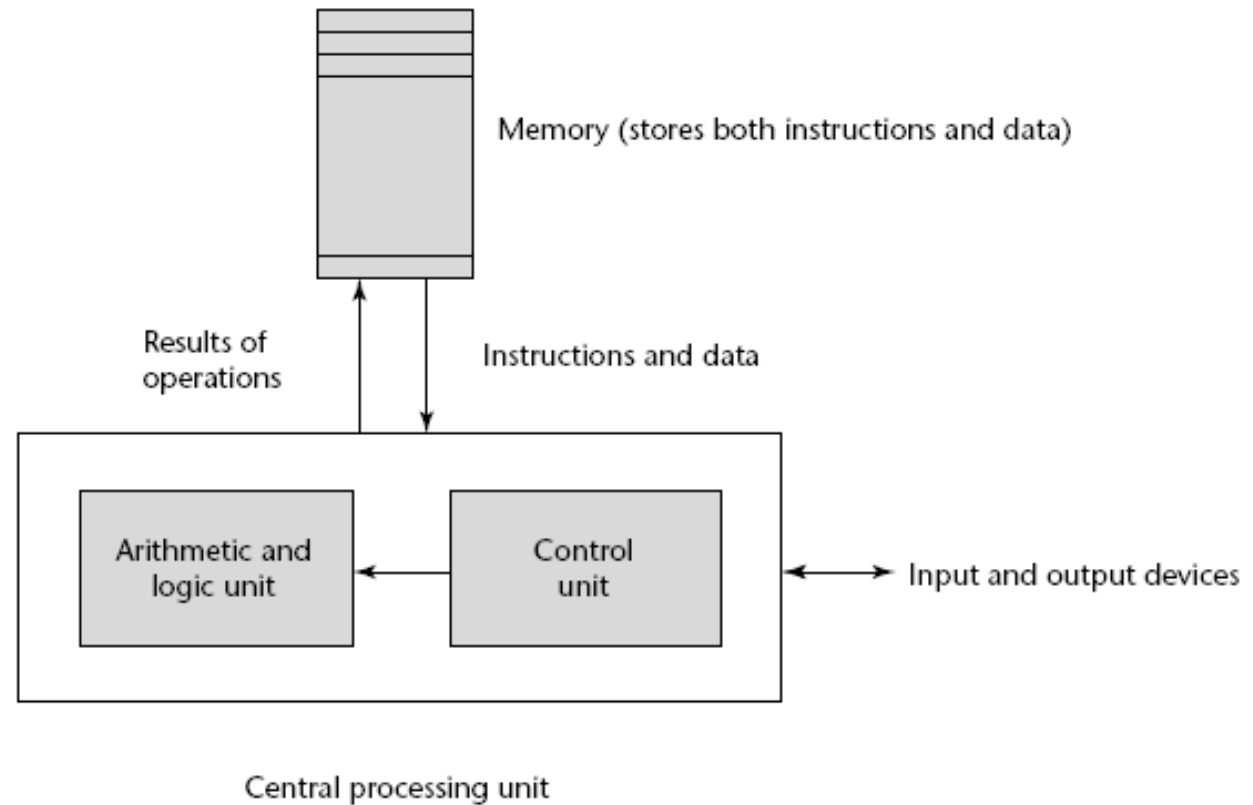 Memory (stores both instructions and data)
Results of
operations
Instructions and data
Arithmetic and
logic unit
Control
unit
Input and output devices
Central processing unit